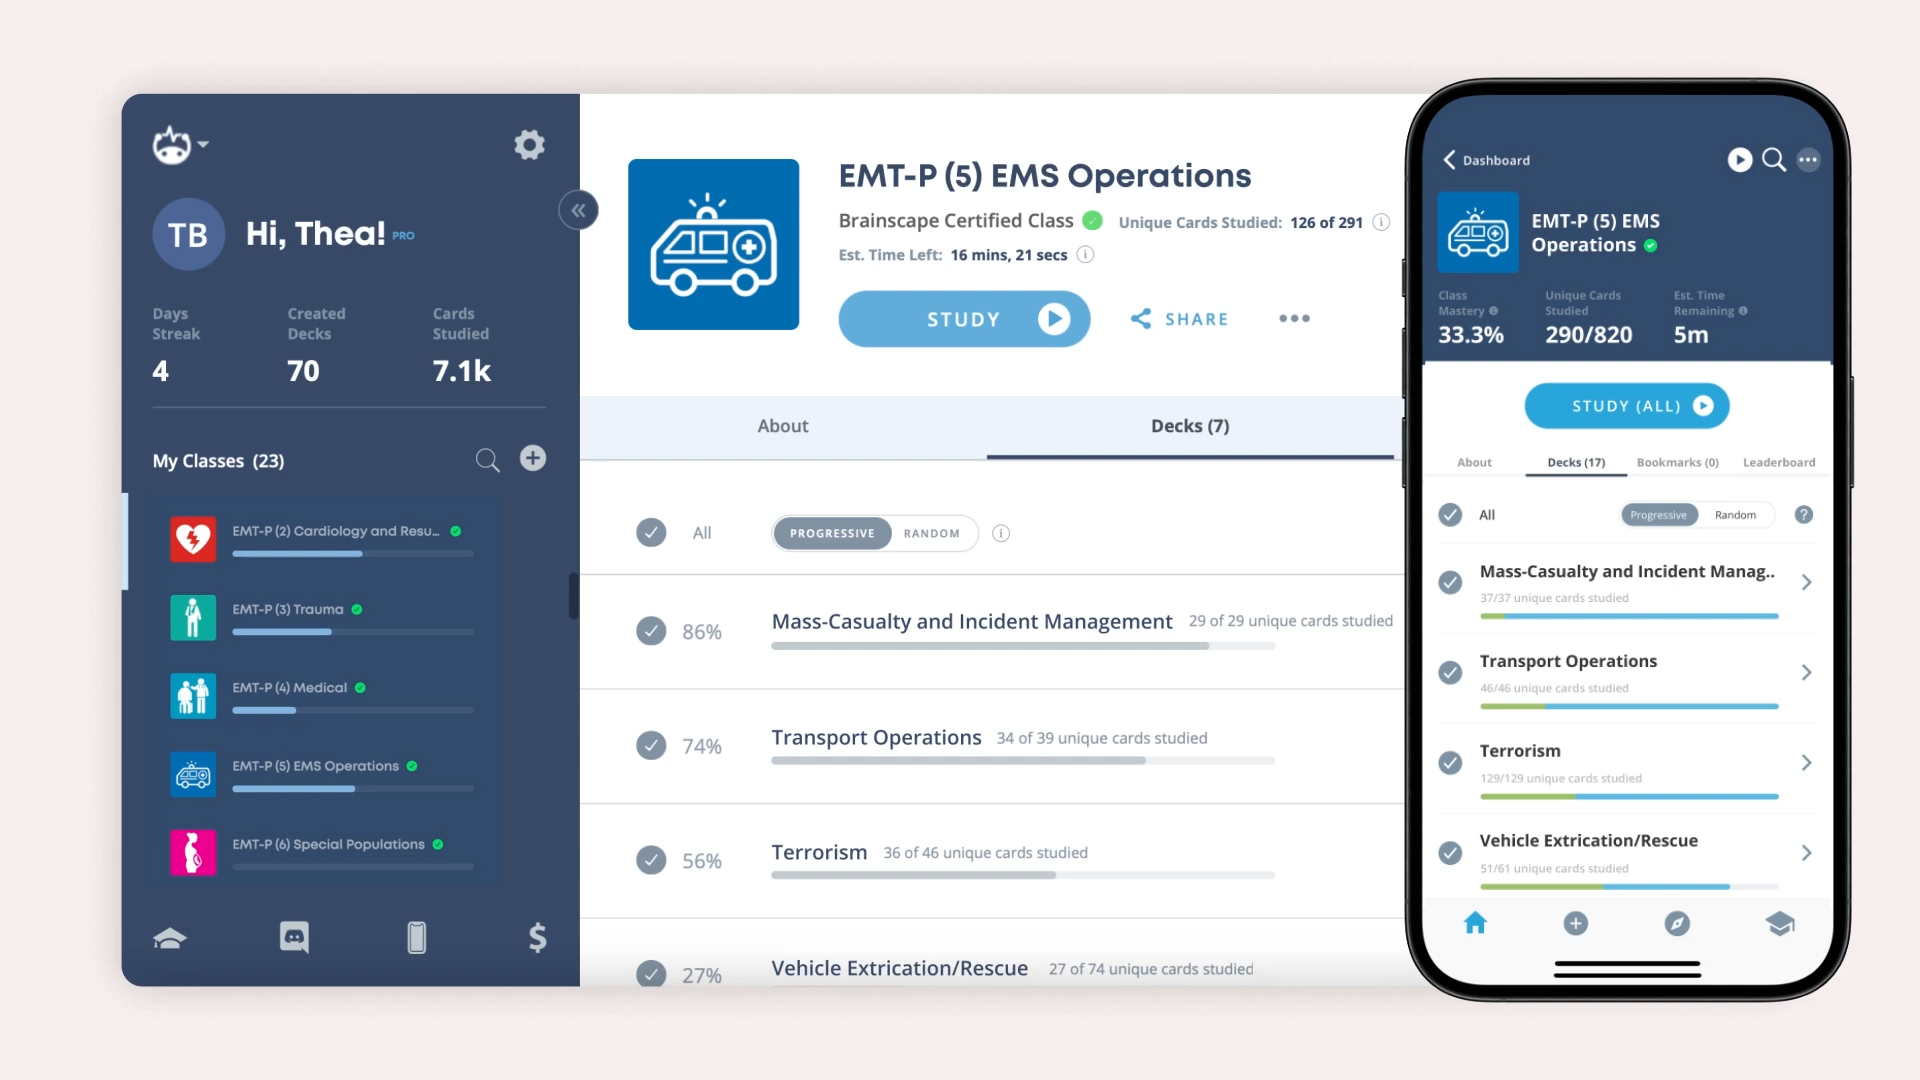 TB
Hi, Thea! PRO
Days Streak
4
Created Decks
70
Cards Studied
7.1k
My Classes (23)
EMT-P (2) Cardiology and Resu...
EMT-P (3) Trauma
EMT-P (4) Medical
EMT-P (5) EMS Operations
EMT-P (6) Special Populations
EMT-P (5) EMS Operations
Brainscape Certified Class
Unique Cards Studied: 126 of 291
Est. Time Left: 16 mins, 21 secs
STUDY
SHARE
About
Decks (7)
All
PROGRESSIVE
RANDOM
86%
Mass-Casualty and Incident Management
29 of 29 unique cards studied
74%
Transport Operations
34 of 39 unique cards studied
56%
Terrorism
36 of 46 unique cards studied
27%
Vehicle Extrication/Rescue
27 of 74 unique cards studied
Dashboard
EMT-P (5) EMS
Operations
Class Mastery
33.3%
Unique Cards Studied
290/820
Est. Time Remaining
5m
STUDY (ALL)
About
Decks (17)
Bookmarks (0)
Leaderboard
All
Progressive
Random
?
Mass-Casualty and Incident Manag..
37/37 unique cards studied
Transport Operations
46/46 unique cards studied
Terrorism
129/129 unique cards studied
Vehicle Extrication/Rescue
51/61 unique cards studied